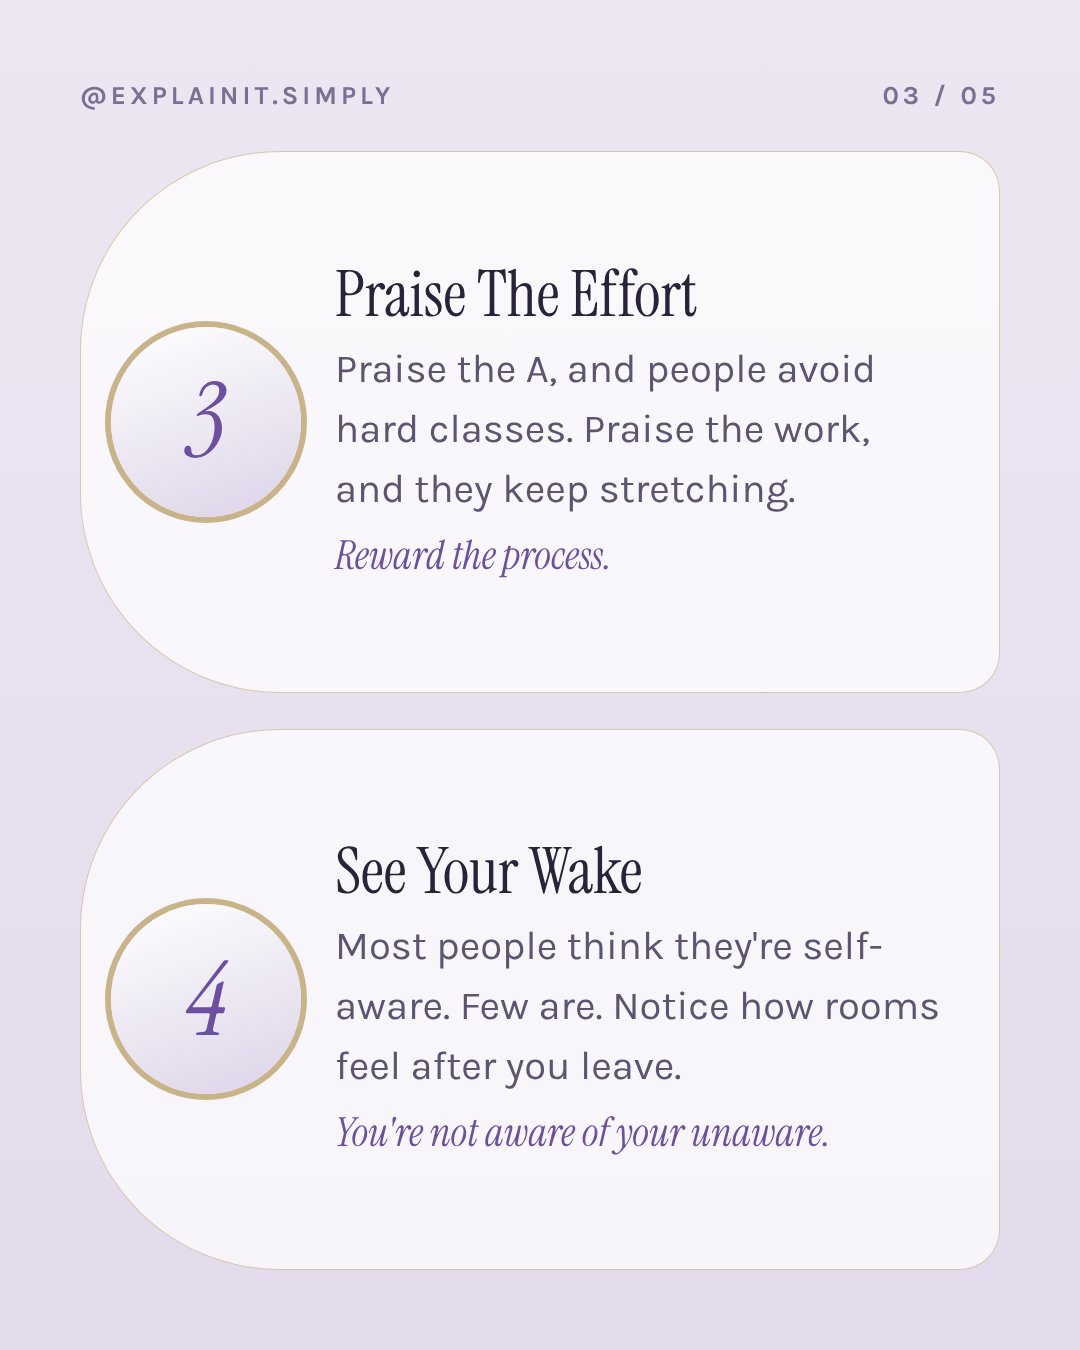 @EXPLAINIT.SIMPLY
03 / 05
3
Praise The Effort
Praise the A, and people avoid
hard classes. Praise the work,
and they keep stretching.
Reward the process.
4
See Your Wake
Most people think they're self-
aware. Few are. Notice how rooms
feel after you leave.
You're not aware of your unaware.